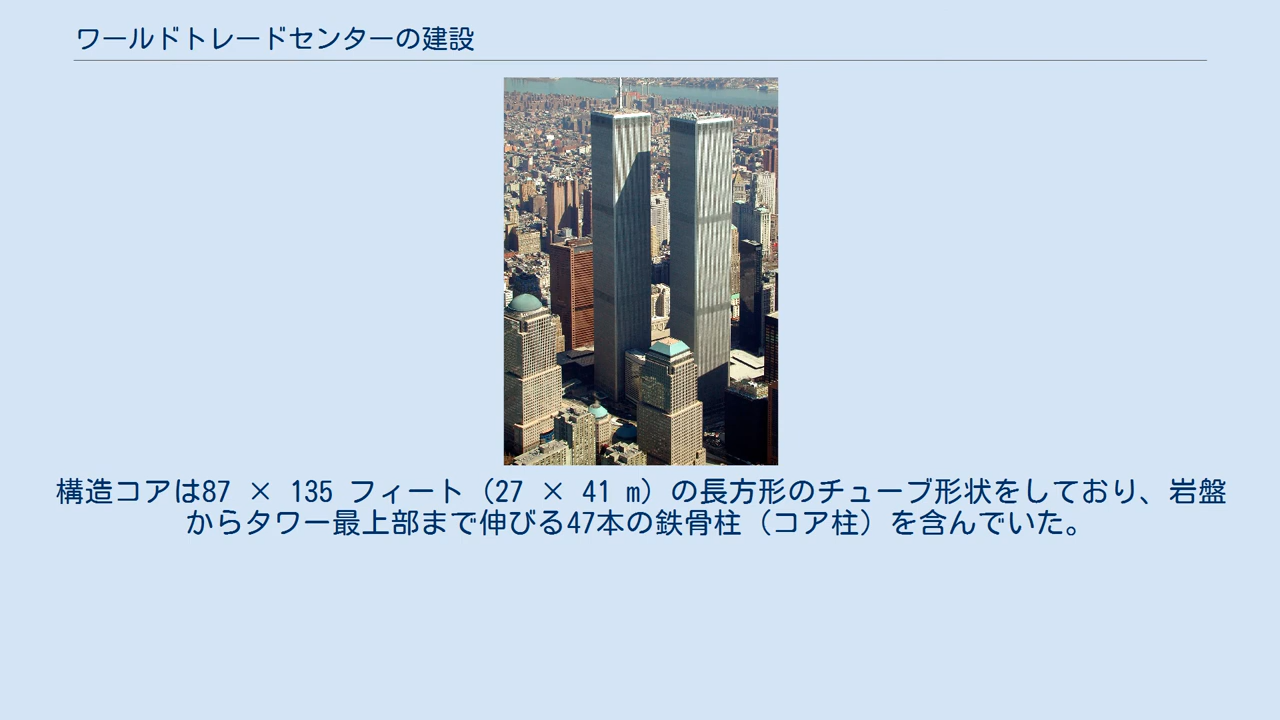 ワールドトレードセンターの建設
構造コアは87 × 135 フィート（27 × 41 m）の長方形のチューブ形状をしており、岩盤
からタワー最上部まで伸びる47本の鉄骨柱（コア柱）を含んでいた。